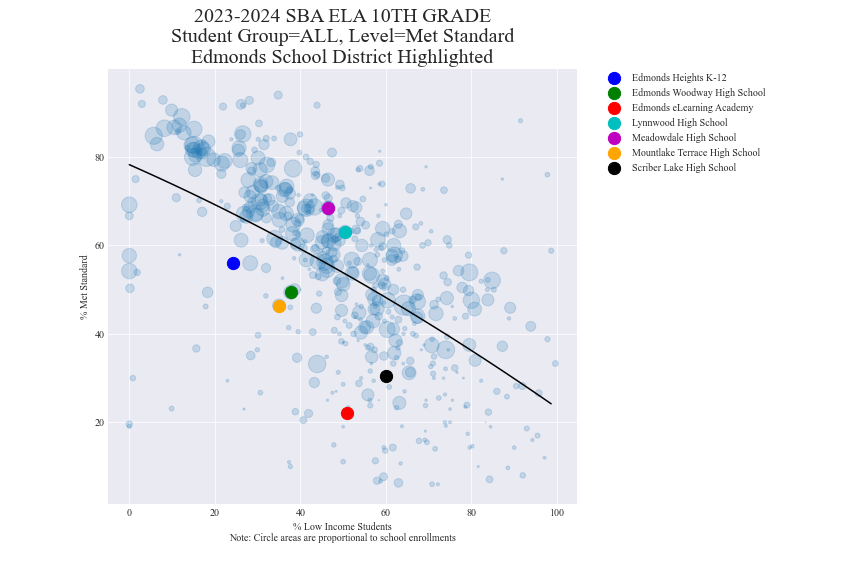 2023-2024 SBA ELA 10TH GRADE
Student Group=ALL, Level=Met Standard
Edmonds School District Highlighted
Edmonds Heights K-12
Edmonds Woodway High School
Edmonds eLearning Academy
Lynnwood High School
Meadowdale High School
Mountlake Terrace High School
Scriber Lake High School
% Met Standard
80
60
40
20
0 20 40 60 80 100
% Low Income Students
Note: Circle areas are proportional to school enrollments